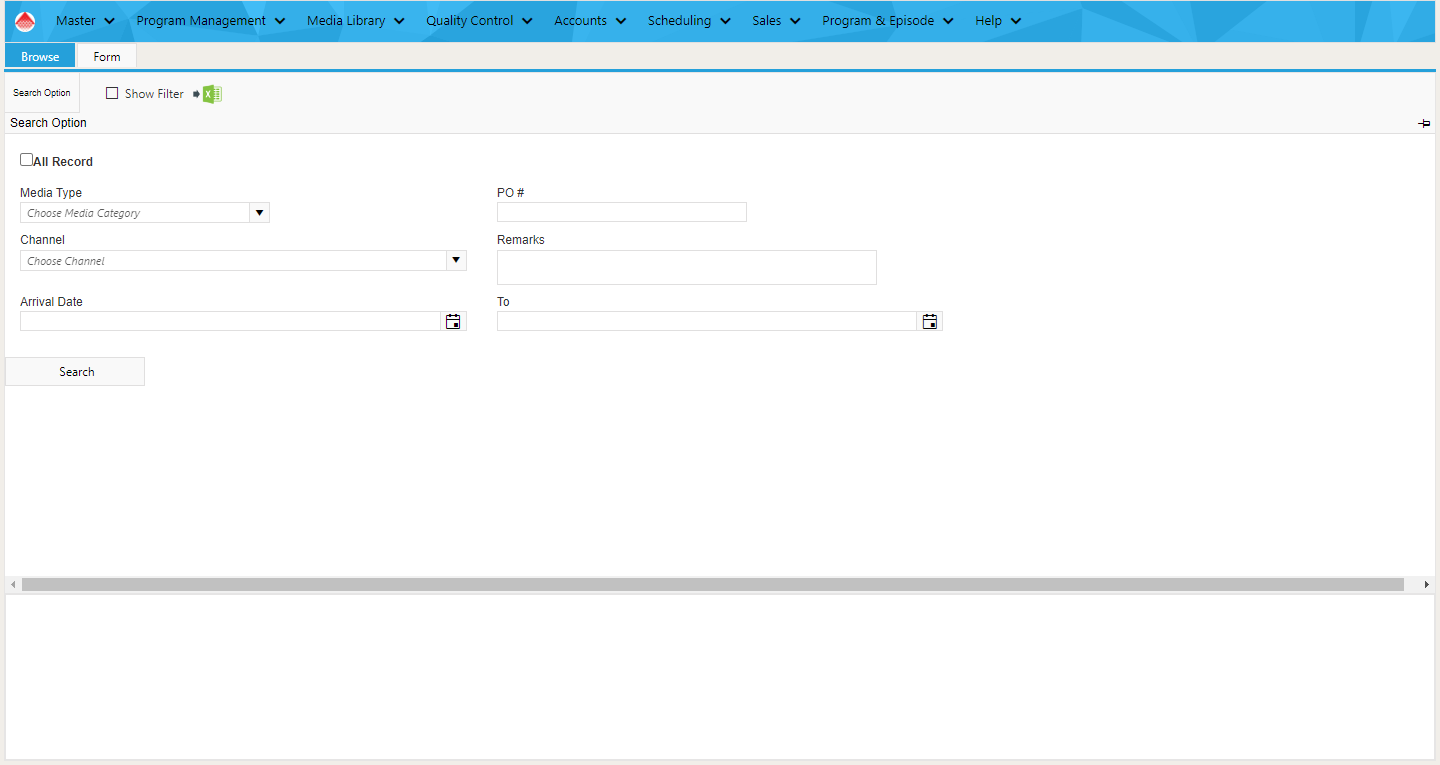 Master Program Management Media Library Quality Control Accounts Scheduling Sales Program & Episode Help
Browse Form
Search Option Show Filter
Search Option
All Record
Media Type PO #
Choose Media Category
Channel Remarks
Choose Channel
Arrival Date To
Search